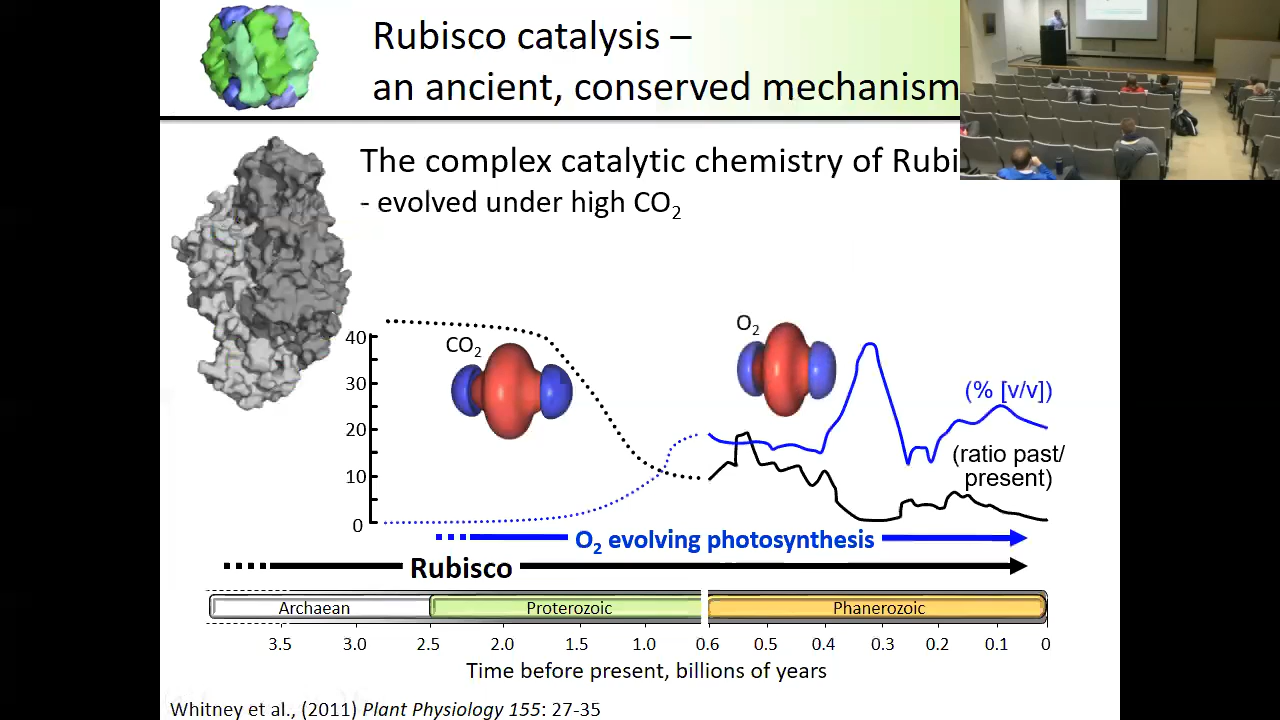 Rubisco catalysis –
an ancient, conserved mechanism
The complex catalytic chemistry of Rubi
- evolved under high CO₂
40
30
20
10
0
CO₂
O₂
(% [v/v])
(ratio past/
present)
O₂ evolving photosynthesis
Rubisco
Archaean
Proterozoic
Phanerozoic
3.5 3.0 2.5 2.0 1.5 1.0 0.6 0.5 0.4 0.3 0.2 0.1 0
Time before present, billions of years
Whitney et al., (2011) Plant Physiology 155: 27-35